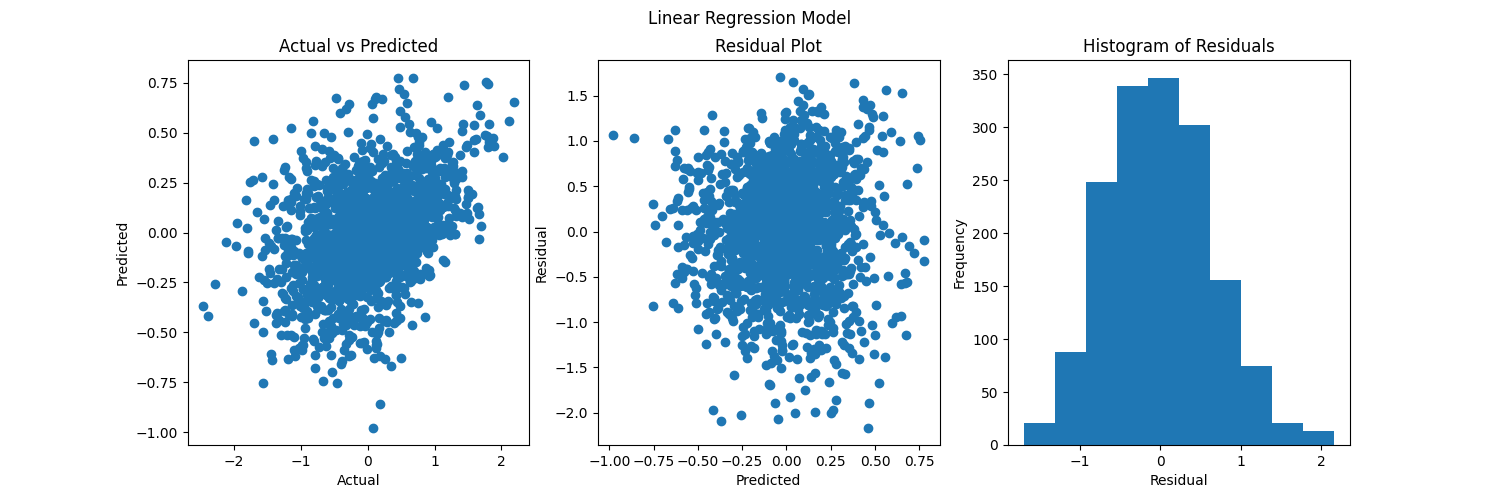 Linear Regression Model
Actual vs Predicted
Predicted
0.75
0.50
0.25
0.00
−0.25
−0.50
−0.75
−1.00
−2 −1 0 1 2
Actual
Residual Plot
Residual
1.5
1.0
0.5
0.0
−0.5
−1.0
−1.5
−2.0
−1.00 −0.75 −0.50 −0.25 0.00 0.25 0.50 0.75
Predicted
Histogram of Residuals
Frequency
350
300
250
200
150
100
50
0
−1 0 1 2
Residual